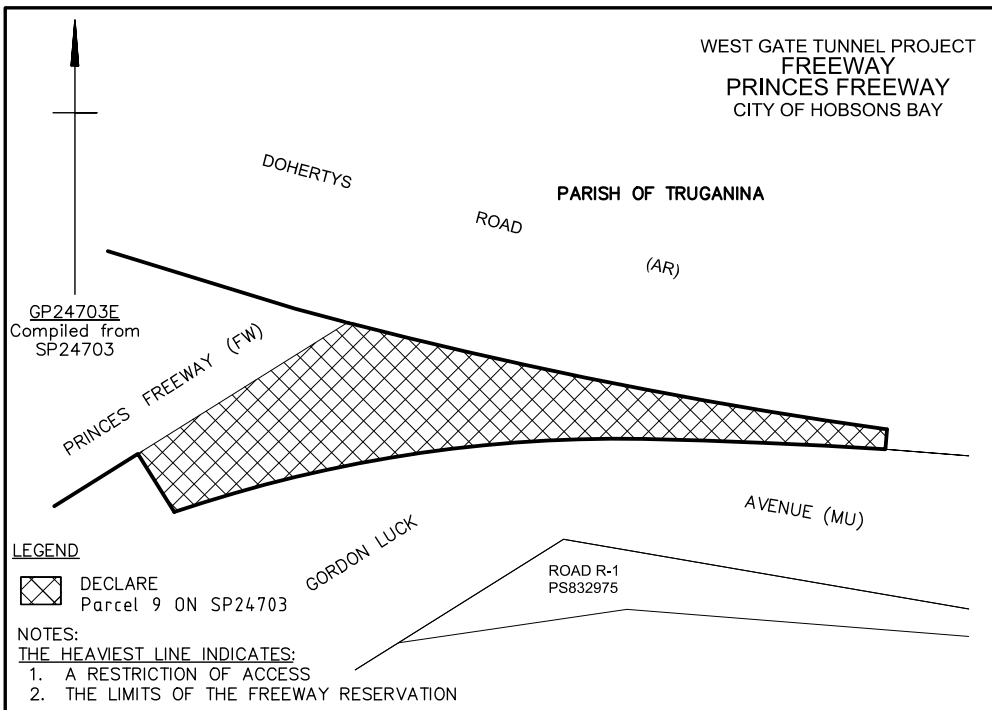 WEST GATE TUNNEL PROJECT
FREEWAY
PRINCES FREEWAY
CITY OF HOBSONS BAY
DOHERTYS
ROAD
(AR)
PARISH OF TRUGANINA
GP24703E
Compiled from
SP24703
PRINCES FREEWAY (FW)
GORDON LUCK
AVENUE (MU)
ROAD R-1
PS832975
LEGEND
DECLARE
Parcel 9 ON SP24703
NOTES:
THE HEAVIEST LINE INDICATES:
1. A RESTRICTION OF ACCESS
2. THE LIMITS OF THE FREEWAY RESERVATION